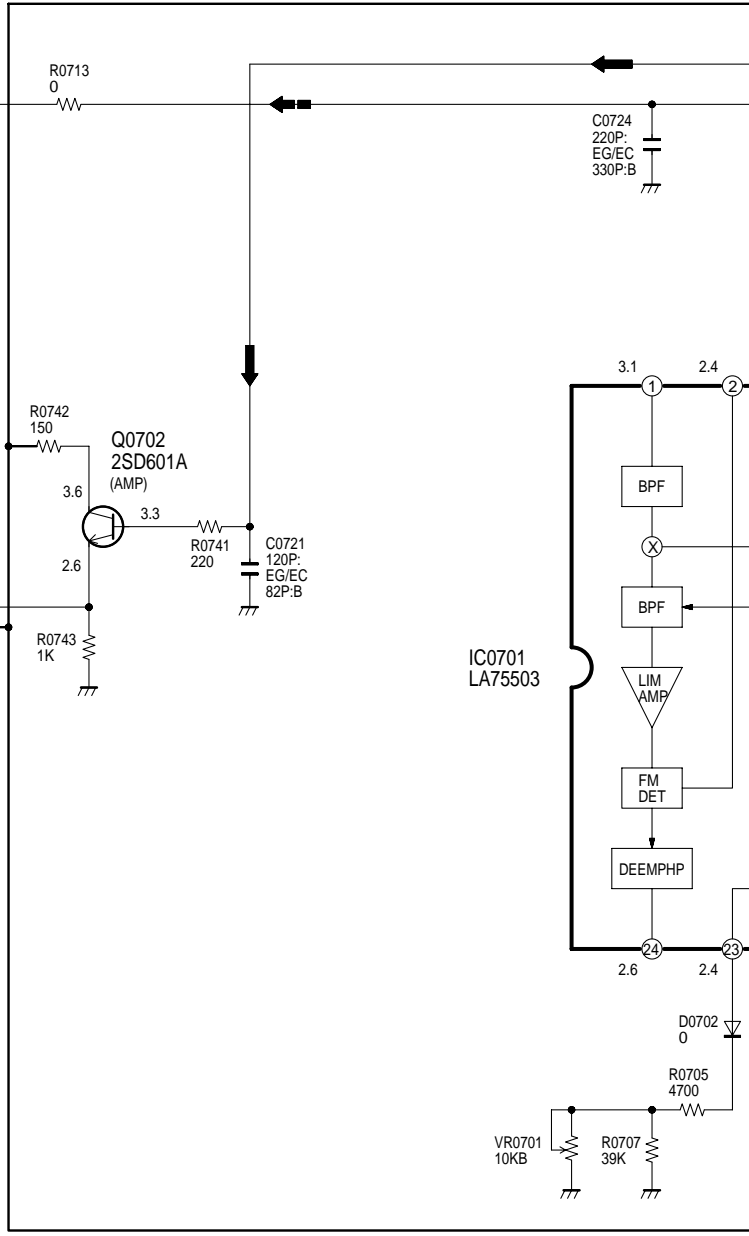 R0713
0
C0724
220P:
EG/EC
330P:B
3.1
1
2.4
2
R0742
150
Q0702
2SD601A
(AMP)
3.6
3.3
2.6
R0741
220
C0721
120P:
EG/EC
82P:B
R0743
1K
IC0701
LA75503
BPF
X
BPF
LIM
AMP
FM
DET
DEEMPHP
24
23
2.6
2.4
D0702
0
R0705
4700
VR0701
10KB
R0707
39K